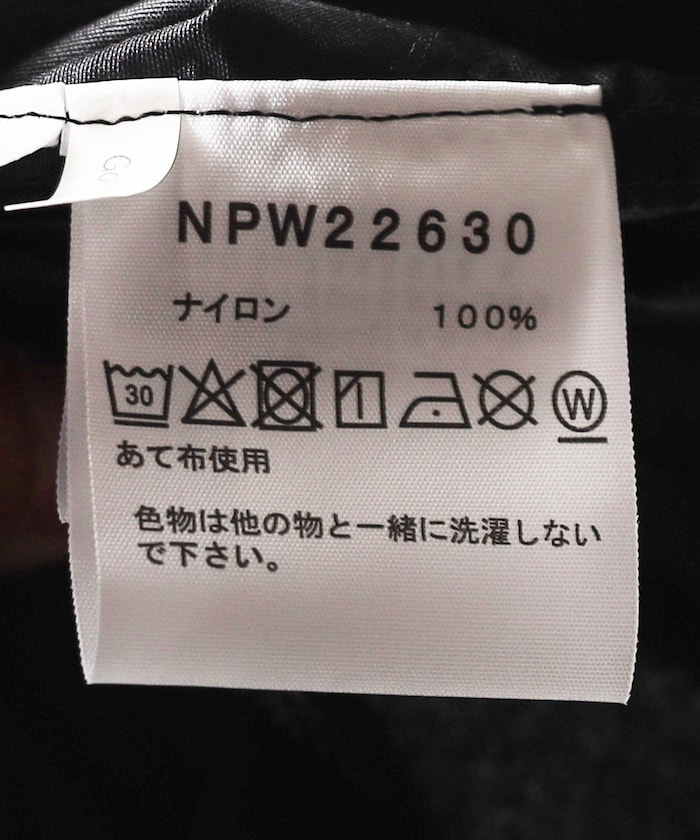 NPW22630
ナイロン 100%
30 W
あて布使用
色物は他の物と一緒に洗濯しない
で下さい。